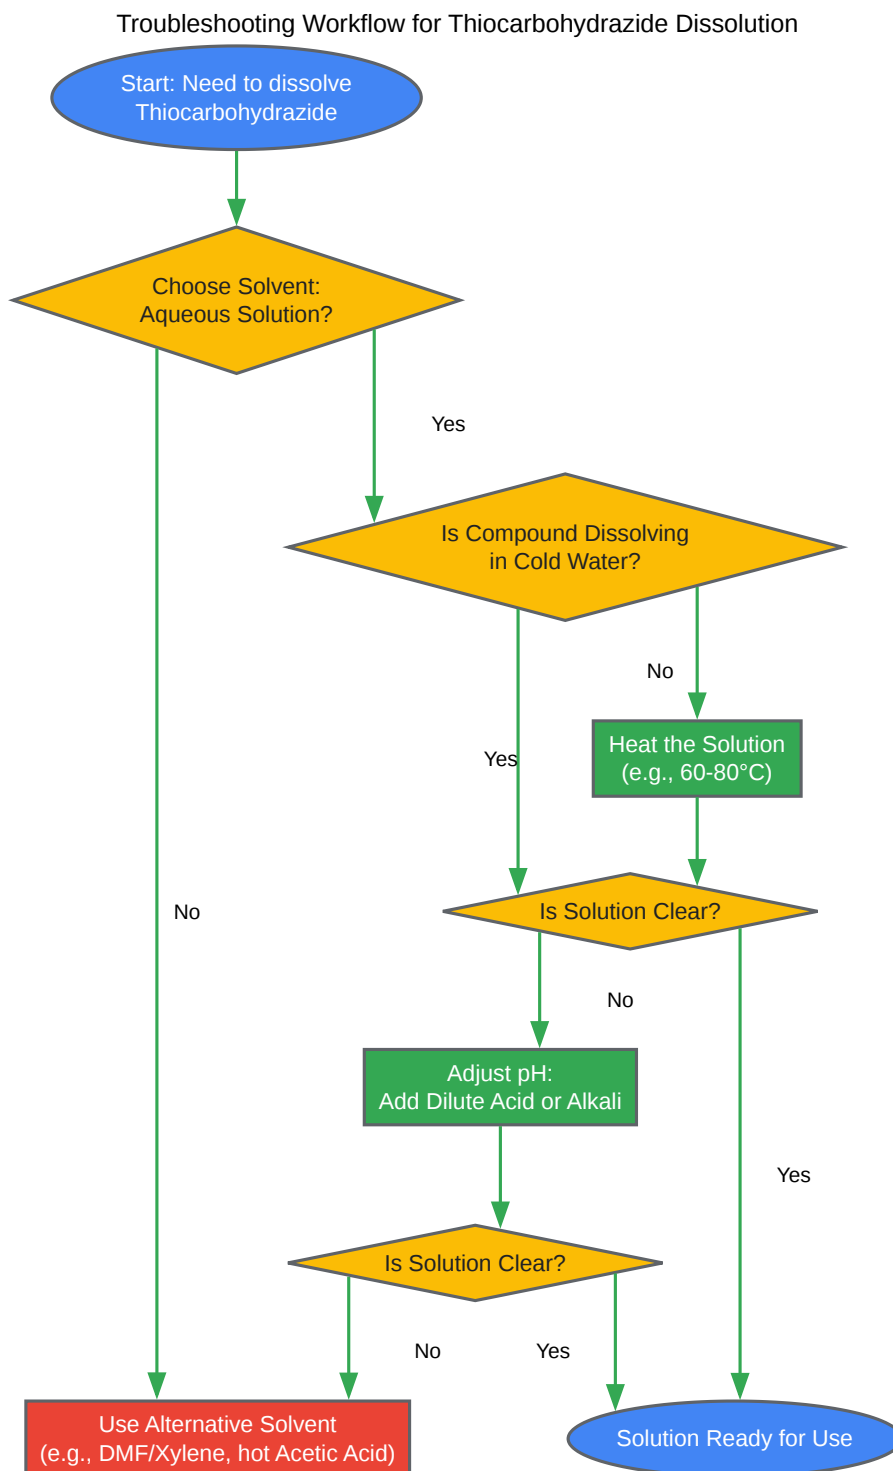 Troubleshooting Workflow for Thiocarbohydrazide Dissolution
Start: Need to dissolve
Thiocarbohydrazide
Choose Solvent:
Aqueous Solution?
Yes
Is Compound Dissolving
in Cold Water?
No
Heat the Solution
(e.g., 60-80°C)
Yes
No
Is Solution Clear?
No
Adjust pH:
Add Dilute Acid or Alkali
Yes
Is Solution Clear?
No
Yes
Use Alternative Solvent
(e.g., DMF/Xylene, hot Acetic Acid)
Solution Ready for Use